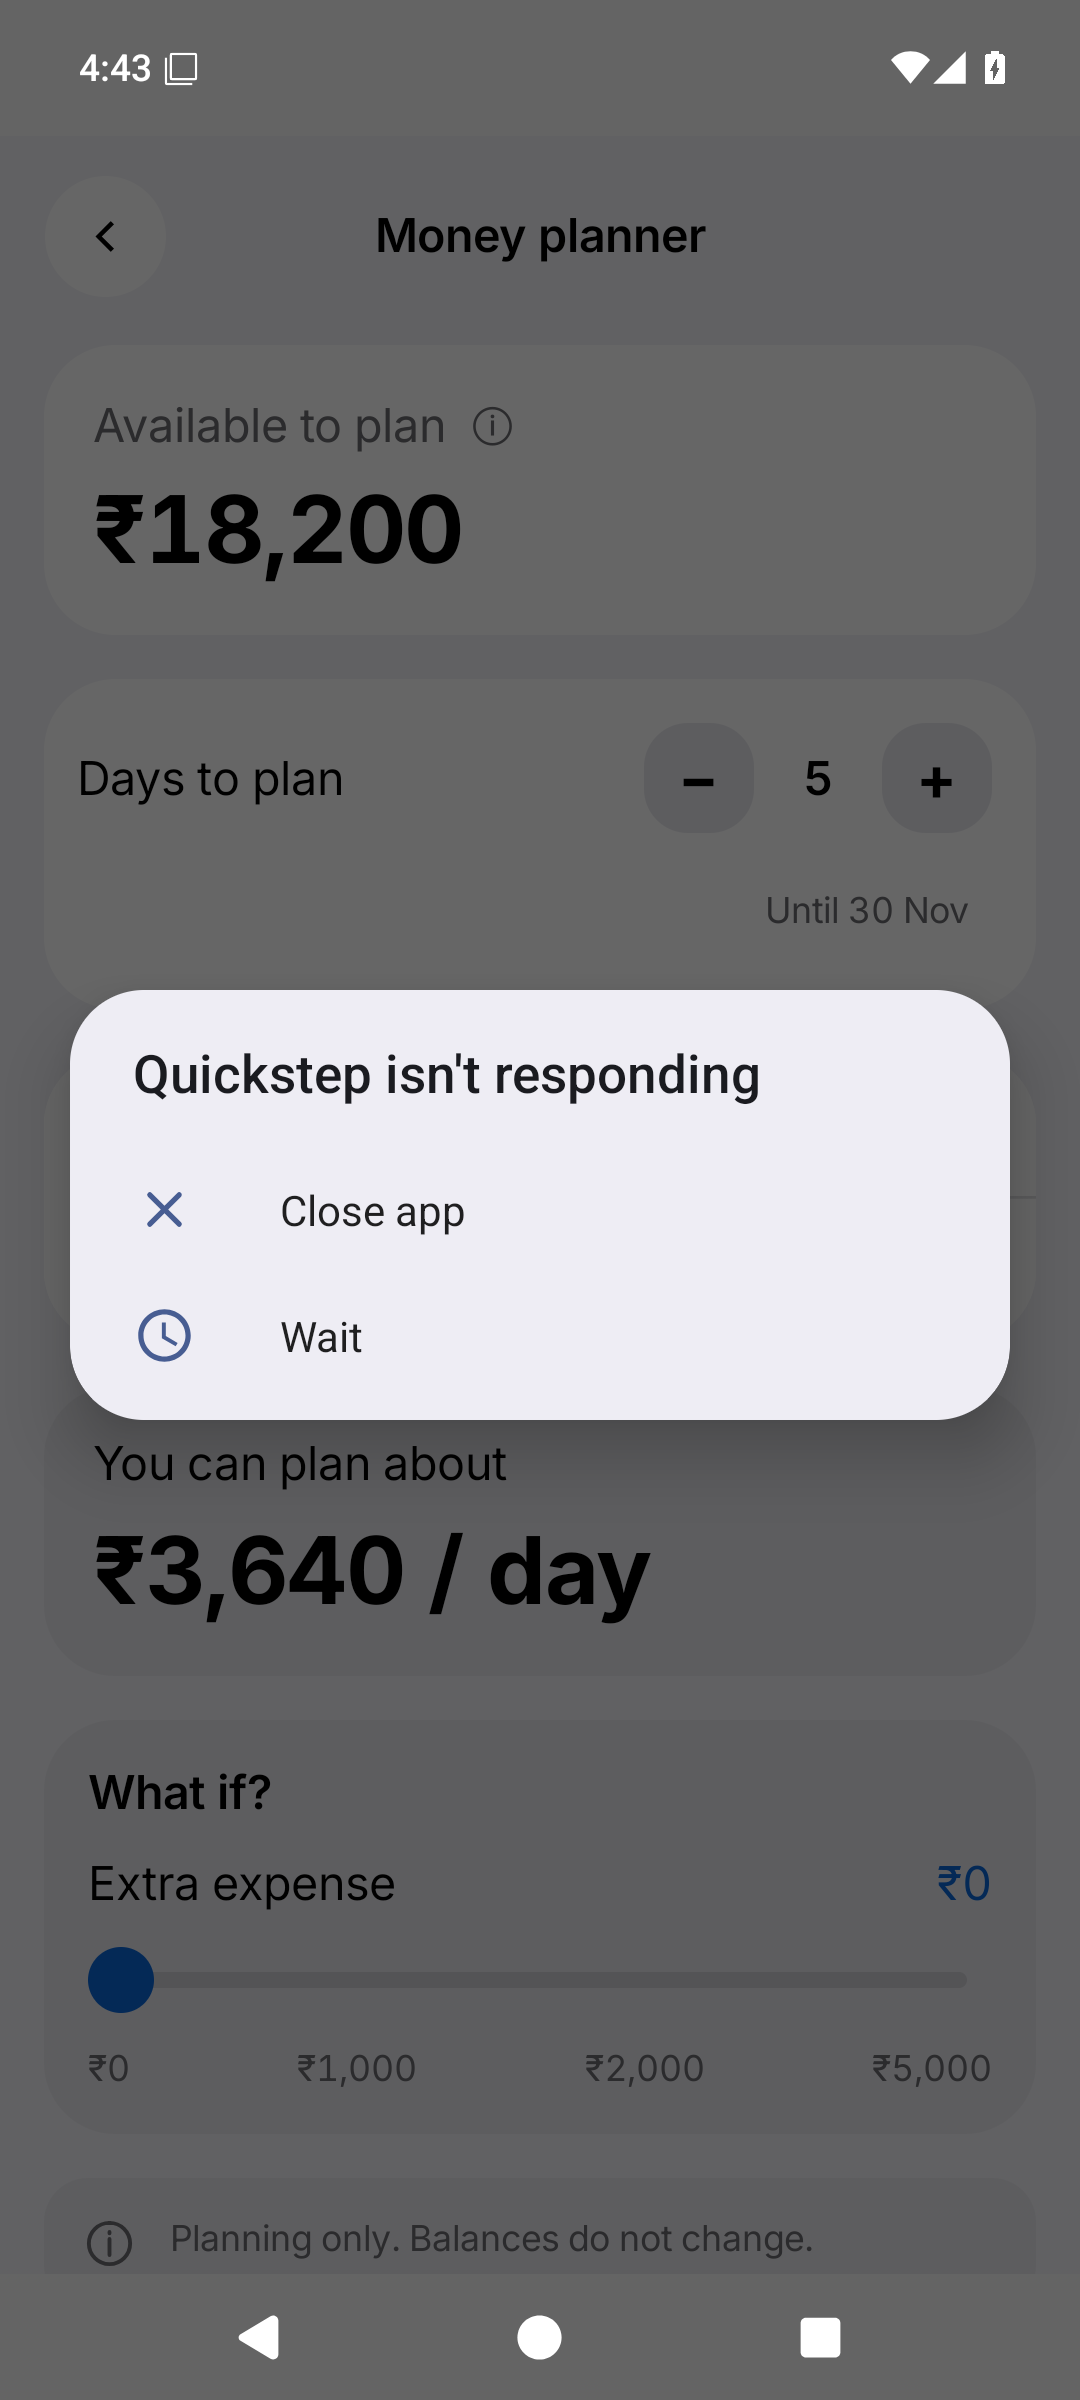 4:43
Money planner
Available to plan
₹18,200
Days to plan
− 5 +
Until 30 Nov
Quickstep isn't responding
Close app
Wait
You can plan about
₹3,640 / day
What if?
Extra expense ₹0
₹0 ₹1,000 ₹2,000 ₹5,000
Planning only. Balances do not change.